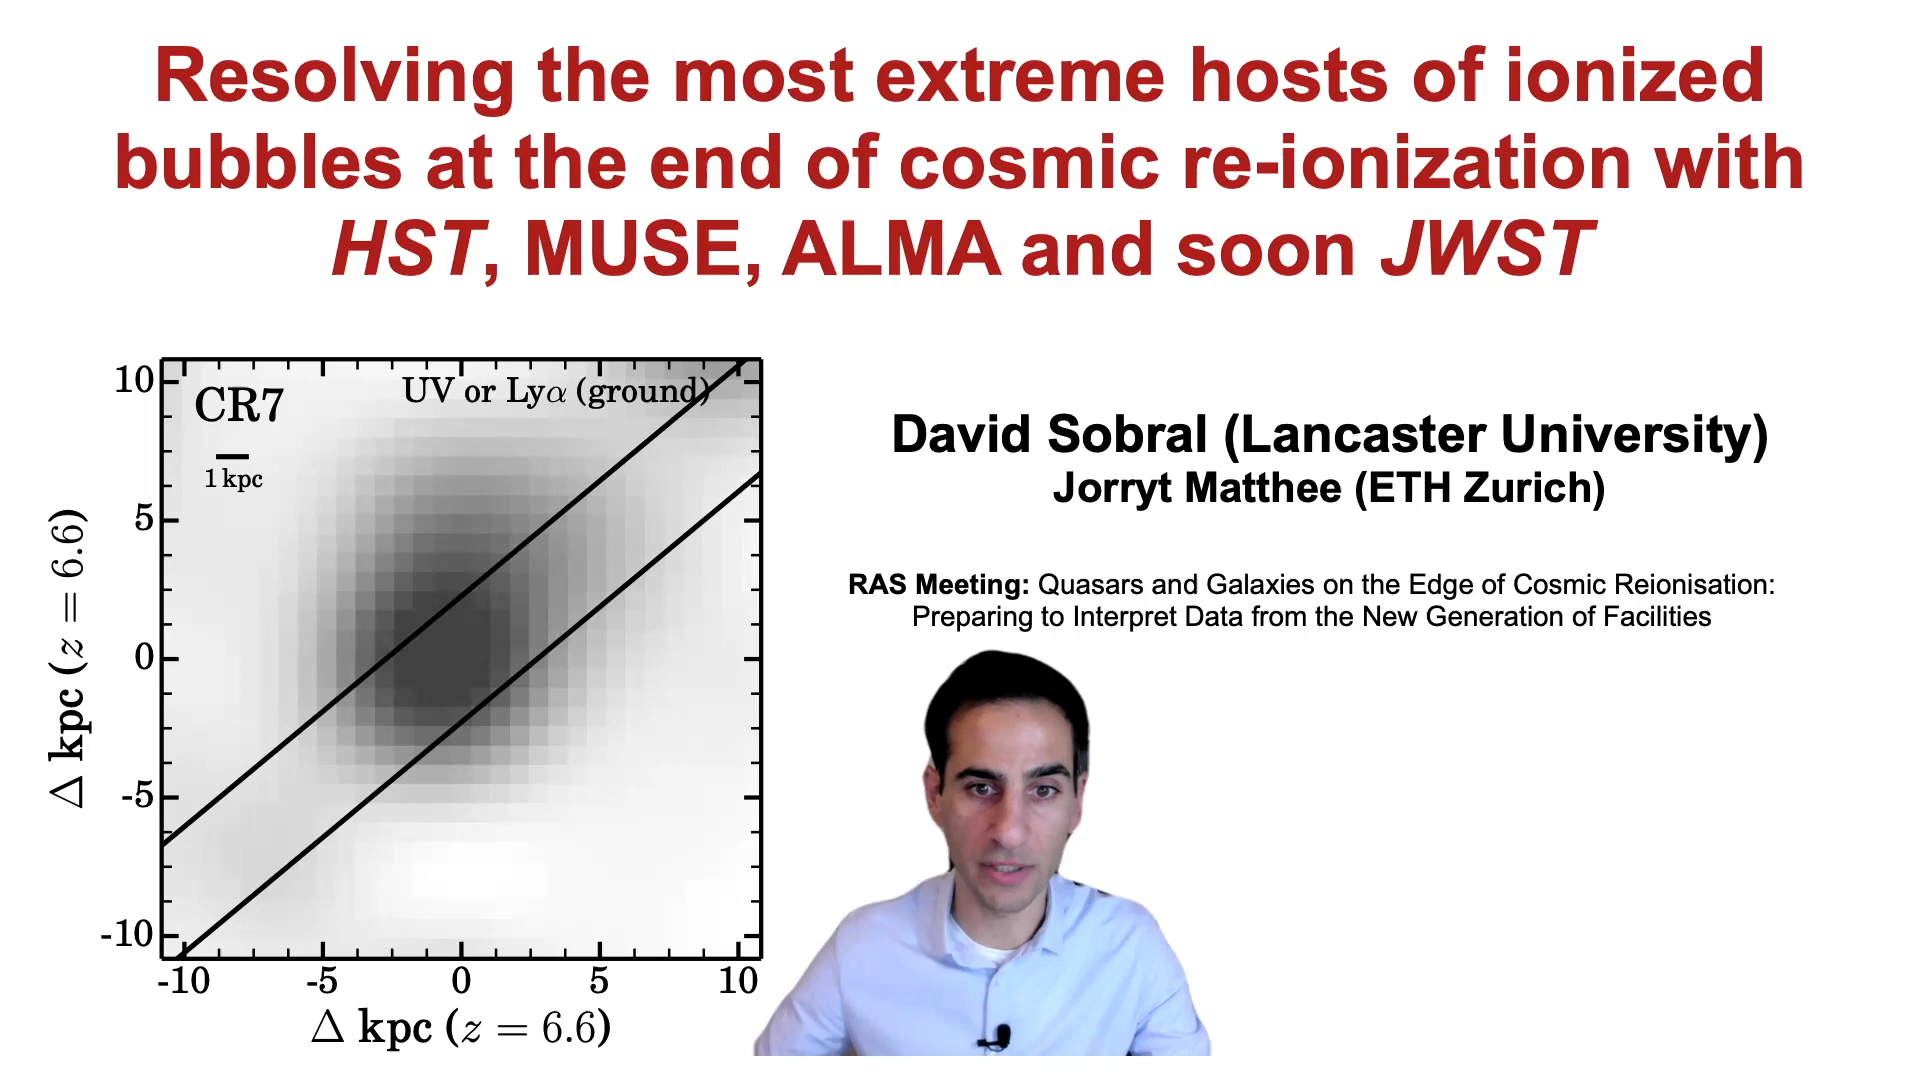 Resolving the most extreme hosts of ionized
bubbles at the end of cosmic re-ionization with
HST, MUSE, ALMA and soon JWST
CR7
UV or Lyα (ground)
1 kpc
10
5
0
-5
-10
Δ kpc (z = 6.6)
-10 -5 0 5 10
Δ kpc (z = 6.6)
David Sobral (Lancaster University)
Jorryt Matthee (ETH Zurich)
RAS Meeting: Quasars and Galaxies on the Edge of Cosmic Reionisation:
Preparing to Interpret Data from the New Generation of Facilities